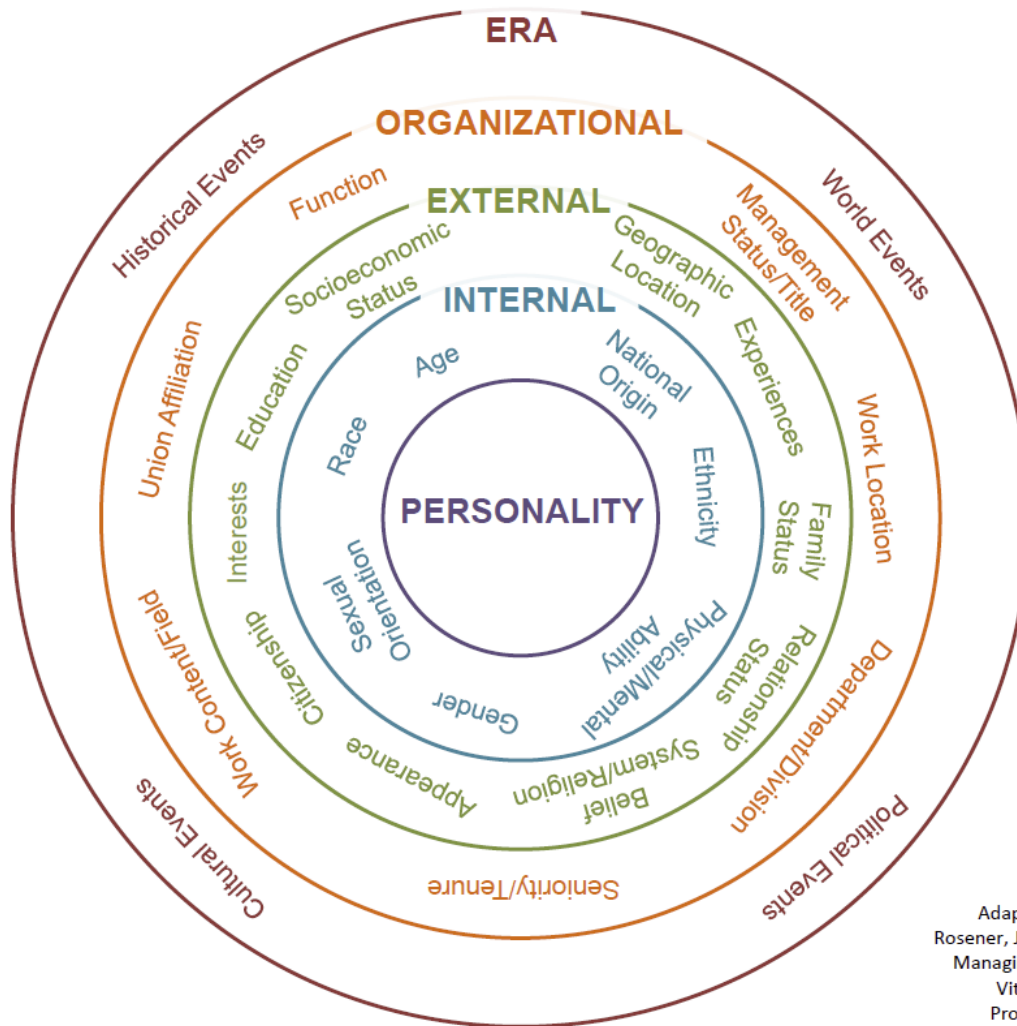 ERA
Historical Events
World Events
Political Events
Cultural Events
ORGANIZATIONAL
Function
Management
Status/Title
Work Location
Department/Division
Seniority/Tenure
Work Content/Field
Union Affiliation
EXTERNAL
Socioeconomic
Status
Geographic
Location
Experiences
Family
Status
Relationship
Status
Belief
System/Religion
Appearance
Citizenship
Interests
Education
INTERNAL
Age
National
Origin
Ethnicity
Physical/Mental
Ability
Gender
Sexual
Orientation
Race
PERSONALITY
Adap
Rosener, J
Managi
Vit
Pro